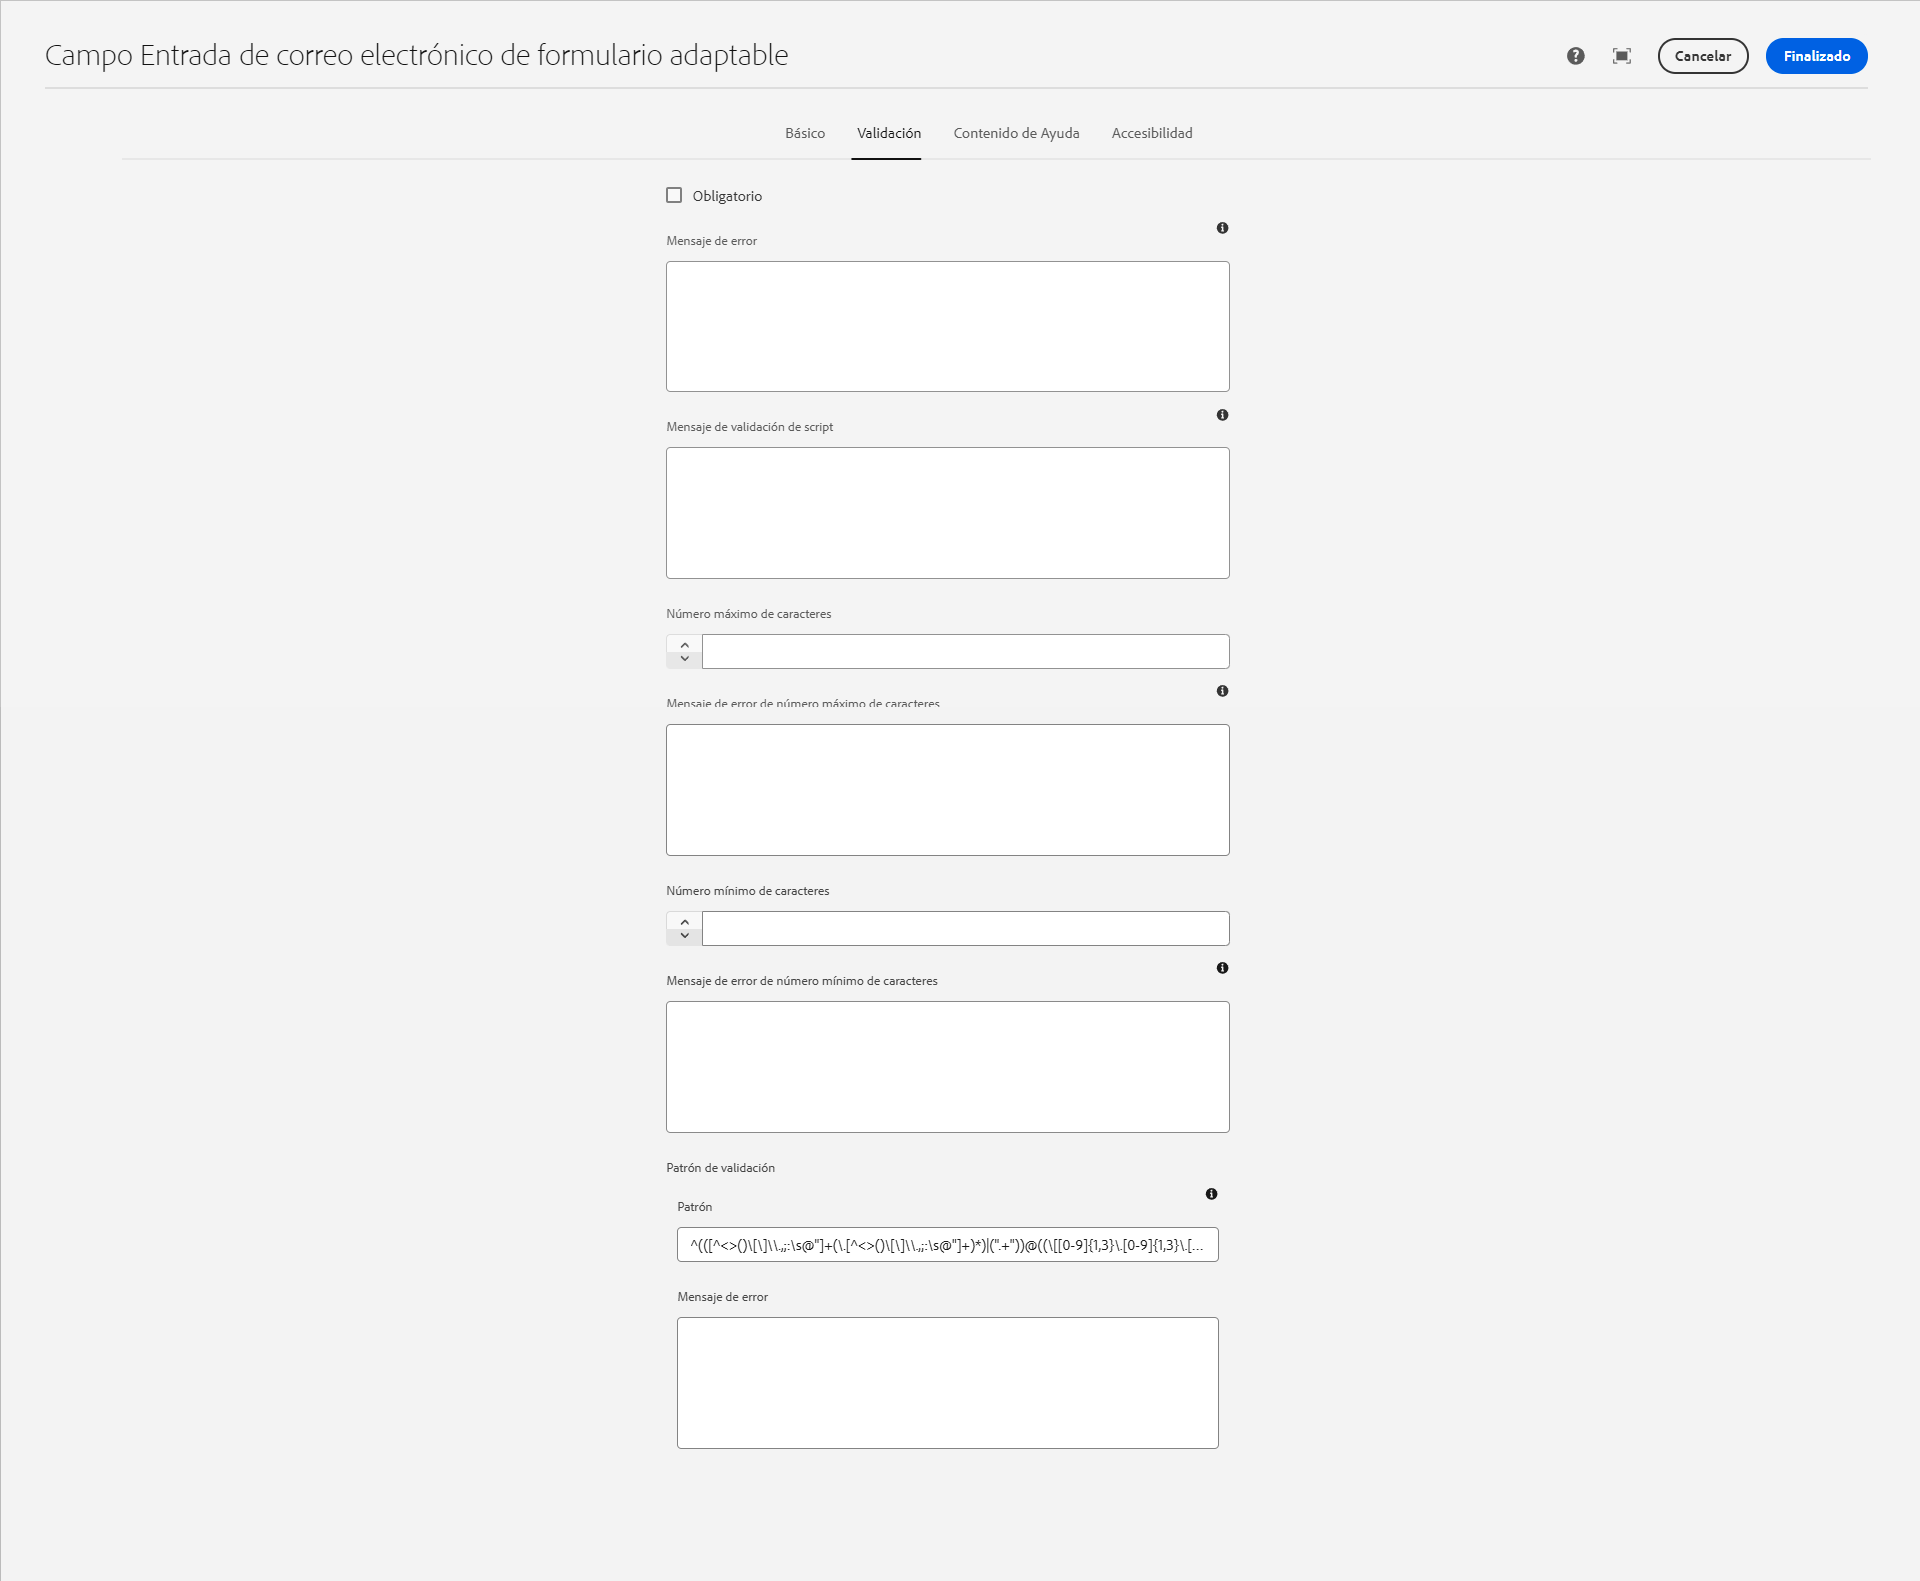 Campo Entrada de correo electrónico de formulario adaptable
Cancelar
Finalizado
Básico
Validación
Contenido de Ayuda
Accesibilidad
Obligatorio
Mensaje de error
Mensaje de validación de script
Número máximo de caracteres
Mensaje de error de número máximo de caracteres
Número mínimo de caracteres
Mensaje de error de número mínimo de caracteres
Patrón de validación
Patrón
^(([^<>()\[\]\\.,;:\s@"]+(\.[^<>()\[\]\\.,;:\s@"]+)*)|(".+"))@((\[[0-9]{1,3}\.[0-9]{1,3}\.[...
Mensaje de error